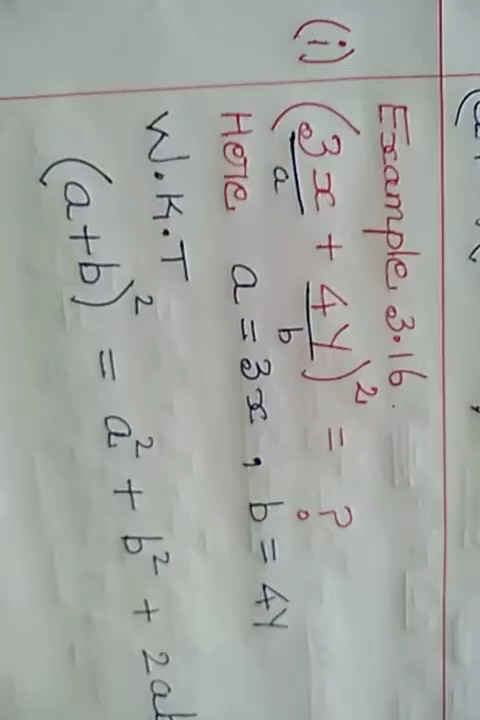 Example 3.16.
(i) (3x + 4y)² = ?
a b
Here a = 3x, b = 4y
W.K.T
(a+b)² = a² + b² + 2ab